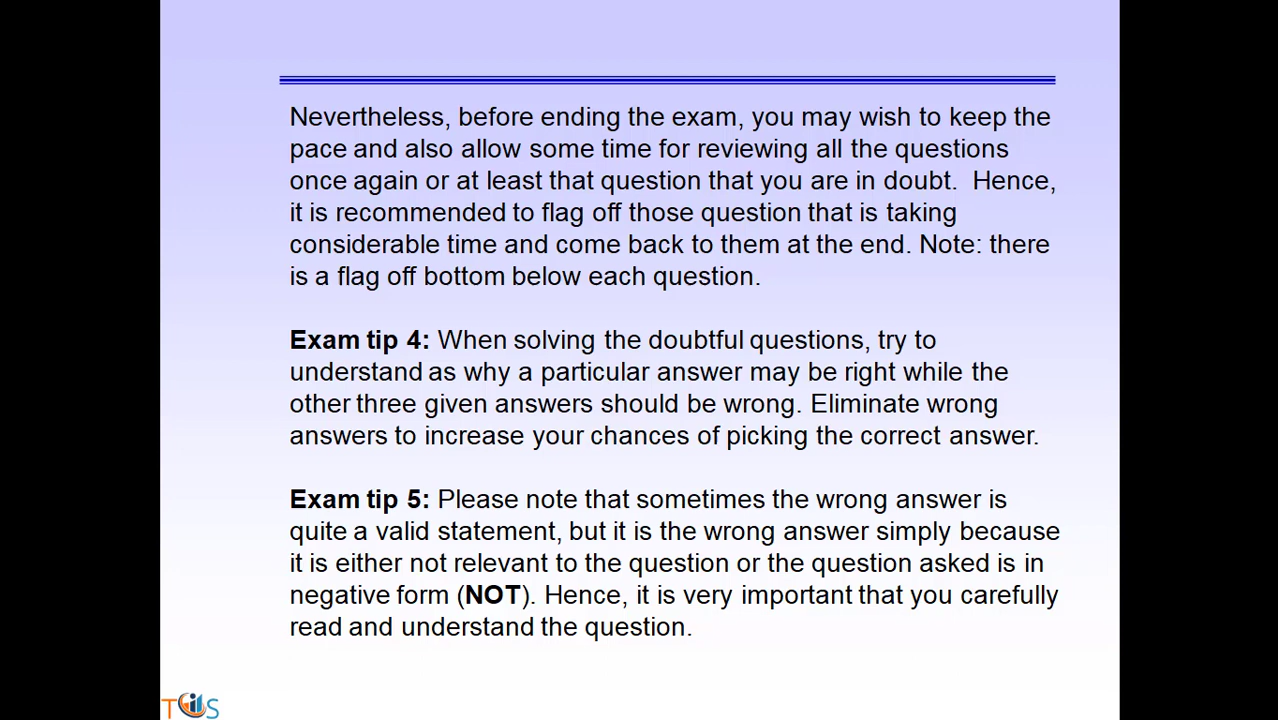 Nevertheless, before ending the exam, you may wish to keep the
pace and also allow some time for reviewing all the questions
once again or at least that question that you are in doubt.  Hence,
it is recommended to flag off those question that is taking
considerable time and come back to them at the end. Note: there
is a flag off bottom below each question.
Exam tip 4: When solving the doubtful questions, try to
understand as why a particular answer may be right while the
other three given answers should be wrong. Eliminate wrong
answers to increase your chances of picking the correct answer.
Exam tip 5: Please note that sometimes the wrong answer is
quite a valid statement, but it is the wrong answer simply because
it is either not relevant to the question or the question asked is in
negative form (NOT). Hence, it is very important that you carefully
read and understand the question.